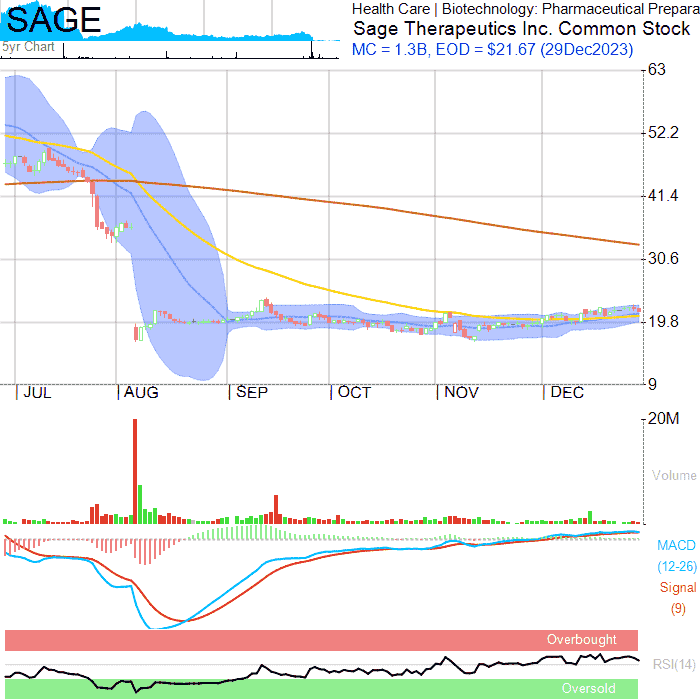 SAGE
5yr Chart
Health Care | Biotechnology: Pharmaceutical Prepara
Sage Therapeutics Inc. Common Stock
MC = 1.3B, EOD = $21.67 (29Dec2023)
63
52.2
41.4
30.6
19.8
9
JUL AUG SEP OCT NOV DEC
20M
Volume
MACD
(12-26)
Signal
(9)
Overbought
RSI(14)
Oversold